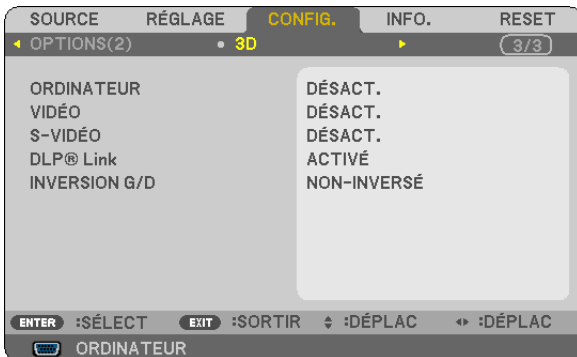 SOURCE RÉGLAGE CONFIG. INFO. RESET
OPTIONS(2) 3D 3/3
ORDINATEUR DÉSACT.
VIDÉO DÉSACT.
S-VIDÉO DÉSACT.
DLP® Link ACTIVÉ
INVERSION G/D NON-INVERSÉ
ENTER :SÉLECT EXIT :SORTIR :DÉPLAC :DÉPLAC
ORDINATEUR